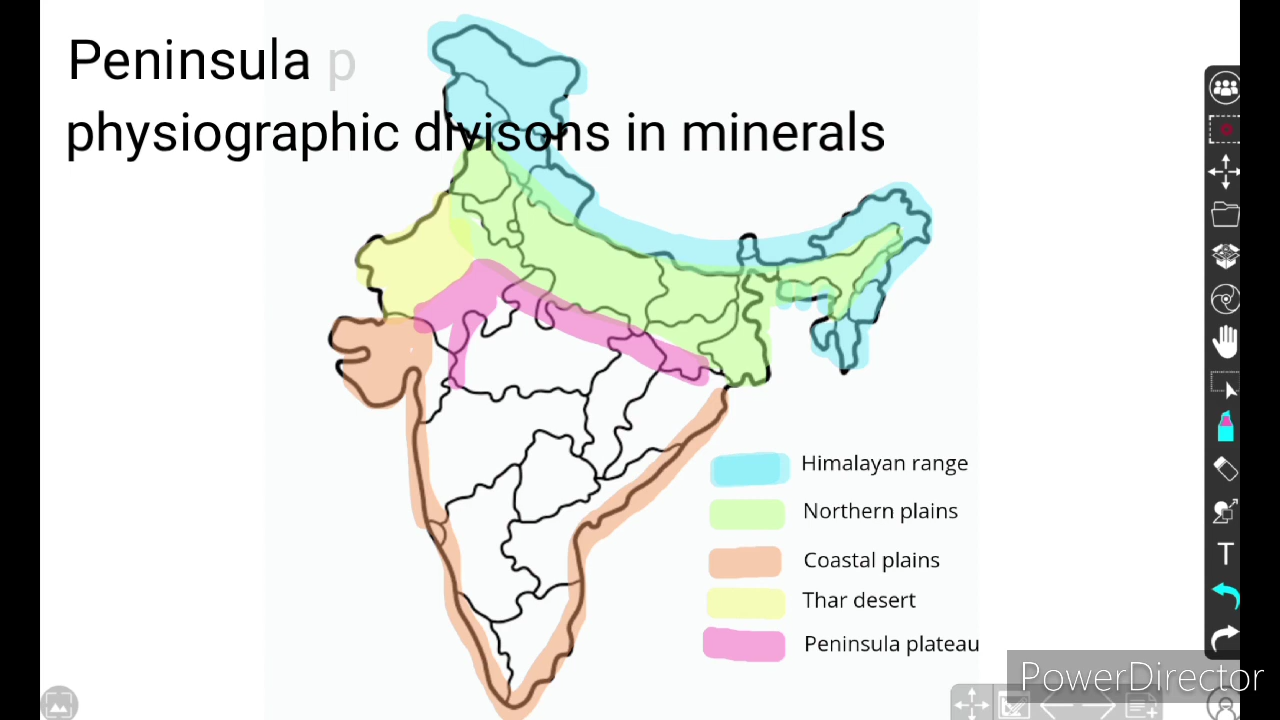 Peninsula p
physiographic divisons in minerals
Himalayan range
Northern plains
Coastal plains
Thar desert
Peninsula plateau
T
PowerDirector